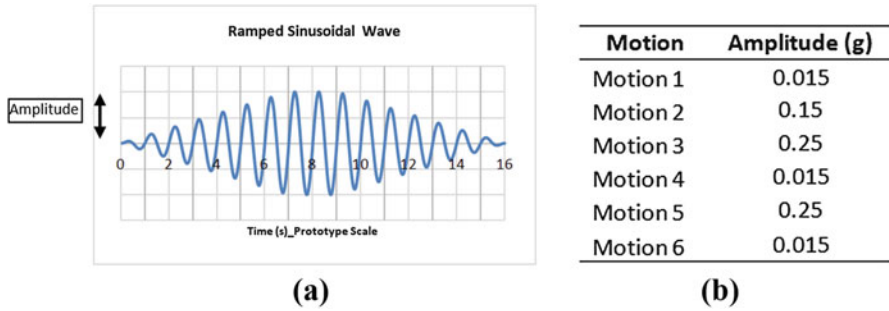 Ramped Sinusoidal Wave
Amplitude
0 2 4 6 8 10 12 14 16
Time (s)_Prototype Scale
(a)
Motion Amplitude (g)
Motion 1 0.015
Motion 2 0.15
Motion 3 0.25
Motion 4 0.015
Motion 5 0.25
Motion 6 0.015
(b)